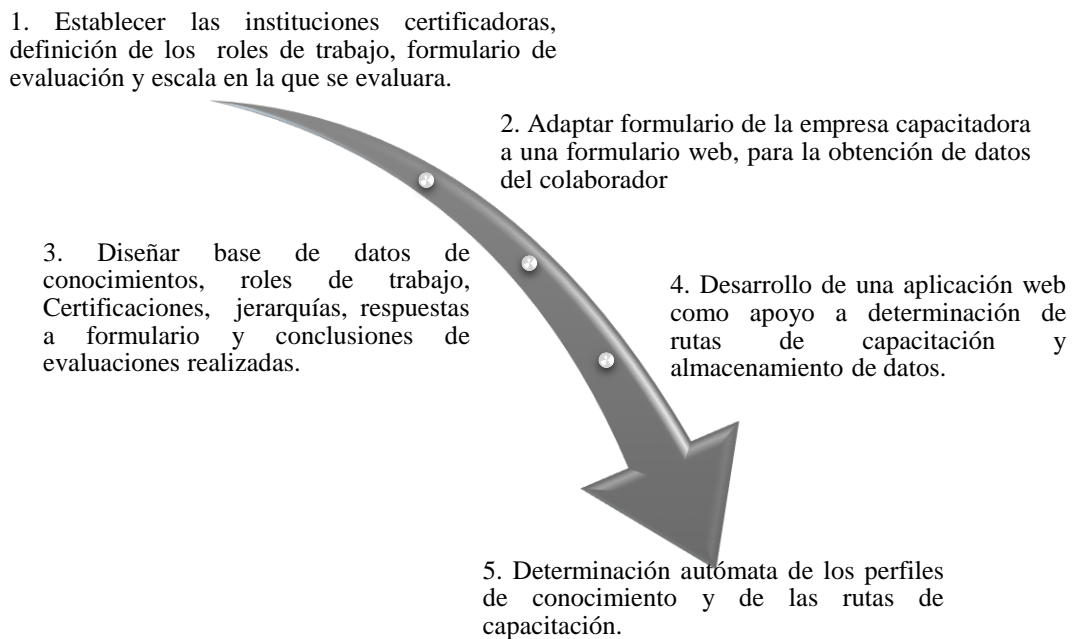 1. Establecer las instituciones certificadoras,
definición de los roles de trabajo, formulario de
evaluación y escala en la que se evaluara.
2. Adaptar formulario de la empresa capacitadora
a una formulario web, para la obtención de datos
del colaborador
3. Diseñar base de datos de
conocimientos, roles de trabajo,
Certificaciones, jerarquías, respuestas
a formulario y conclusiones de
evaluaciones realizadas.
4. Desarrollo de una aplicación web
como apoyo a determinación de
rutas de capacitación y
almacenamiento de datos.
5. Determinación autómata de los perfiles
de conocimiento y de las rutas de
capacitación.